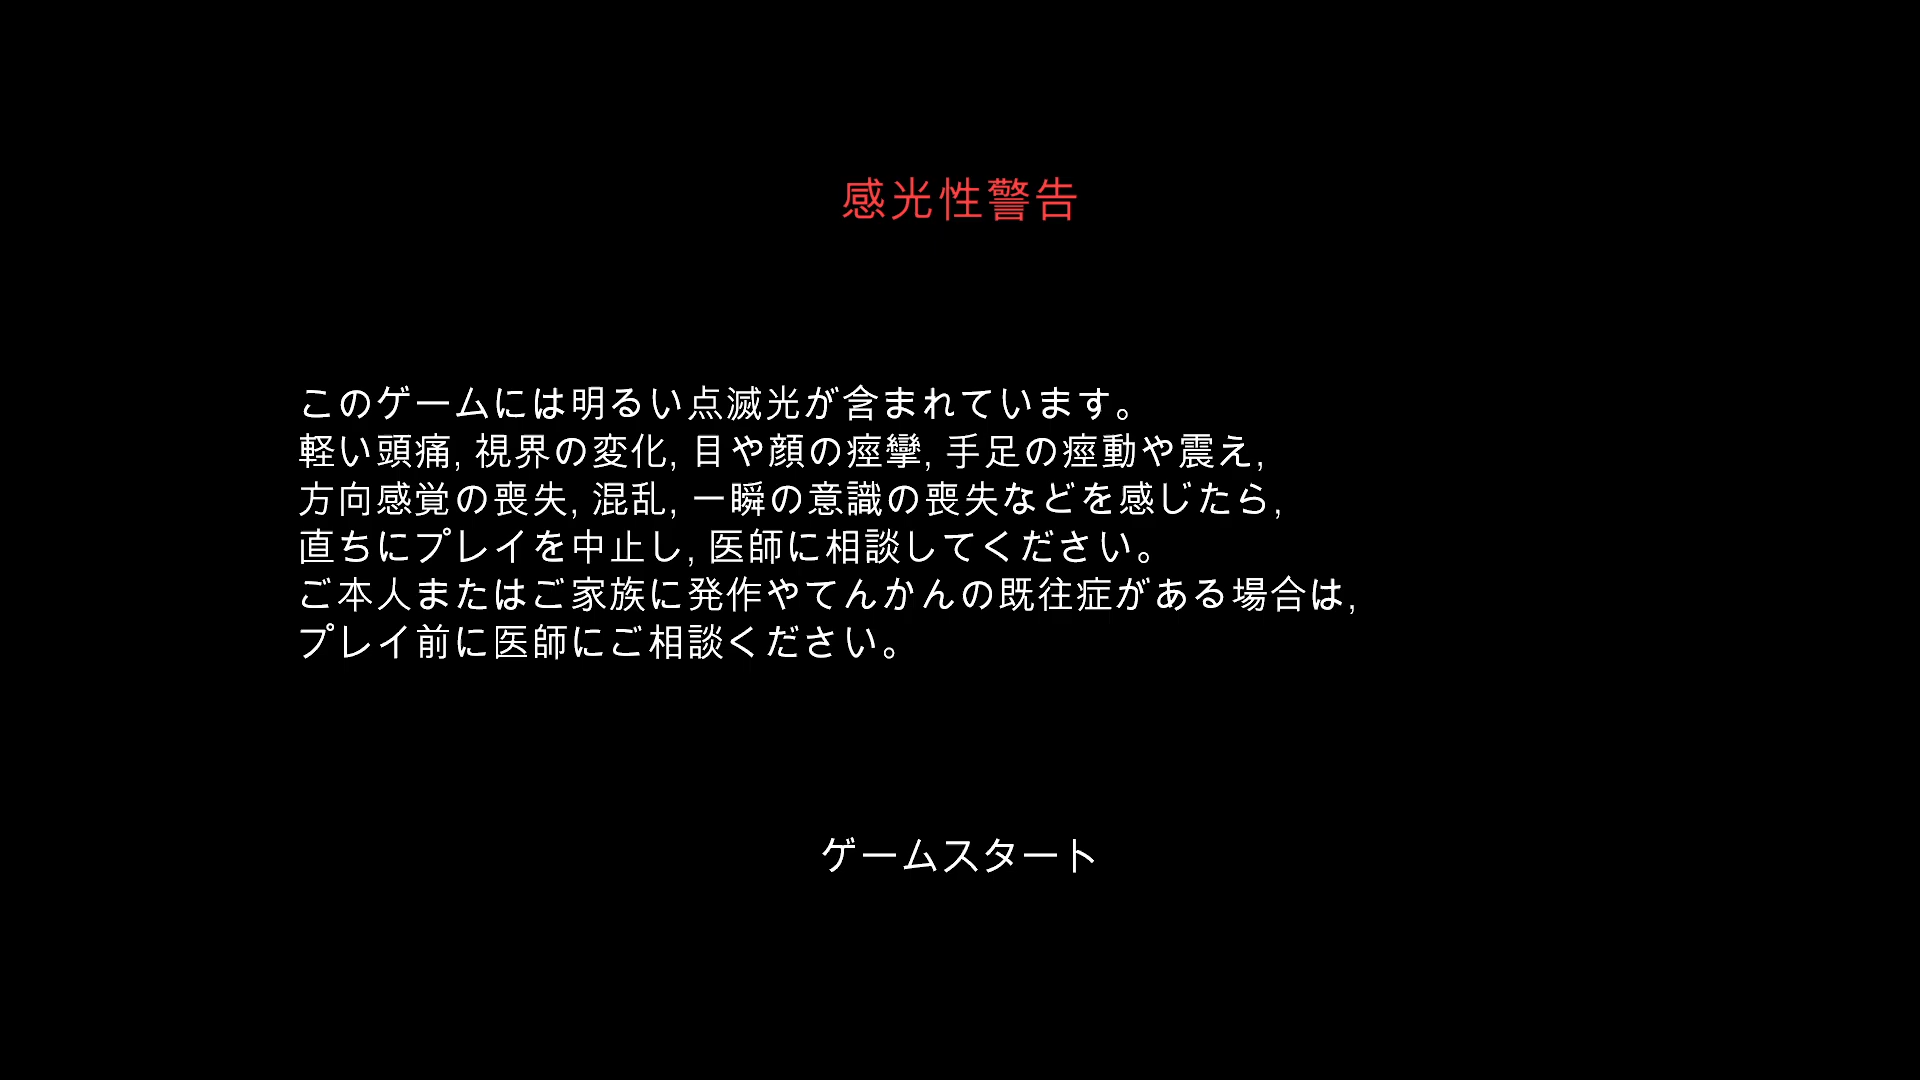 感光性警告
このゲームには明るい点滅光が含まれています。
軽い頭痛, 視界の変化, 目や顔の痙攣, 手足の痙動や震え,
方向感覚の喪失, 混乱, 一瞬の意識の喪失などを感じたら,
直ちにプレイを中止し, 医師に相談してください。
ご本人またはご家族に発作やてんかんの既往症がある場合は,
プレイ前に医師にご相談ください。
ゲームスタート